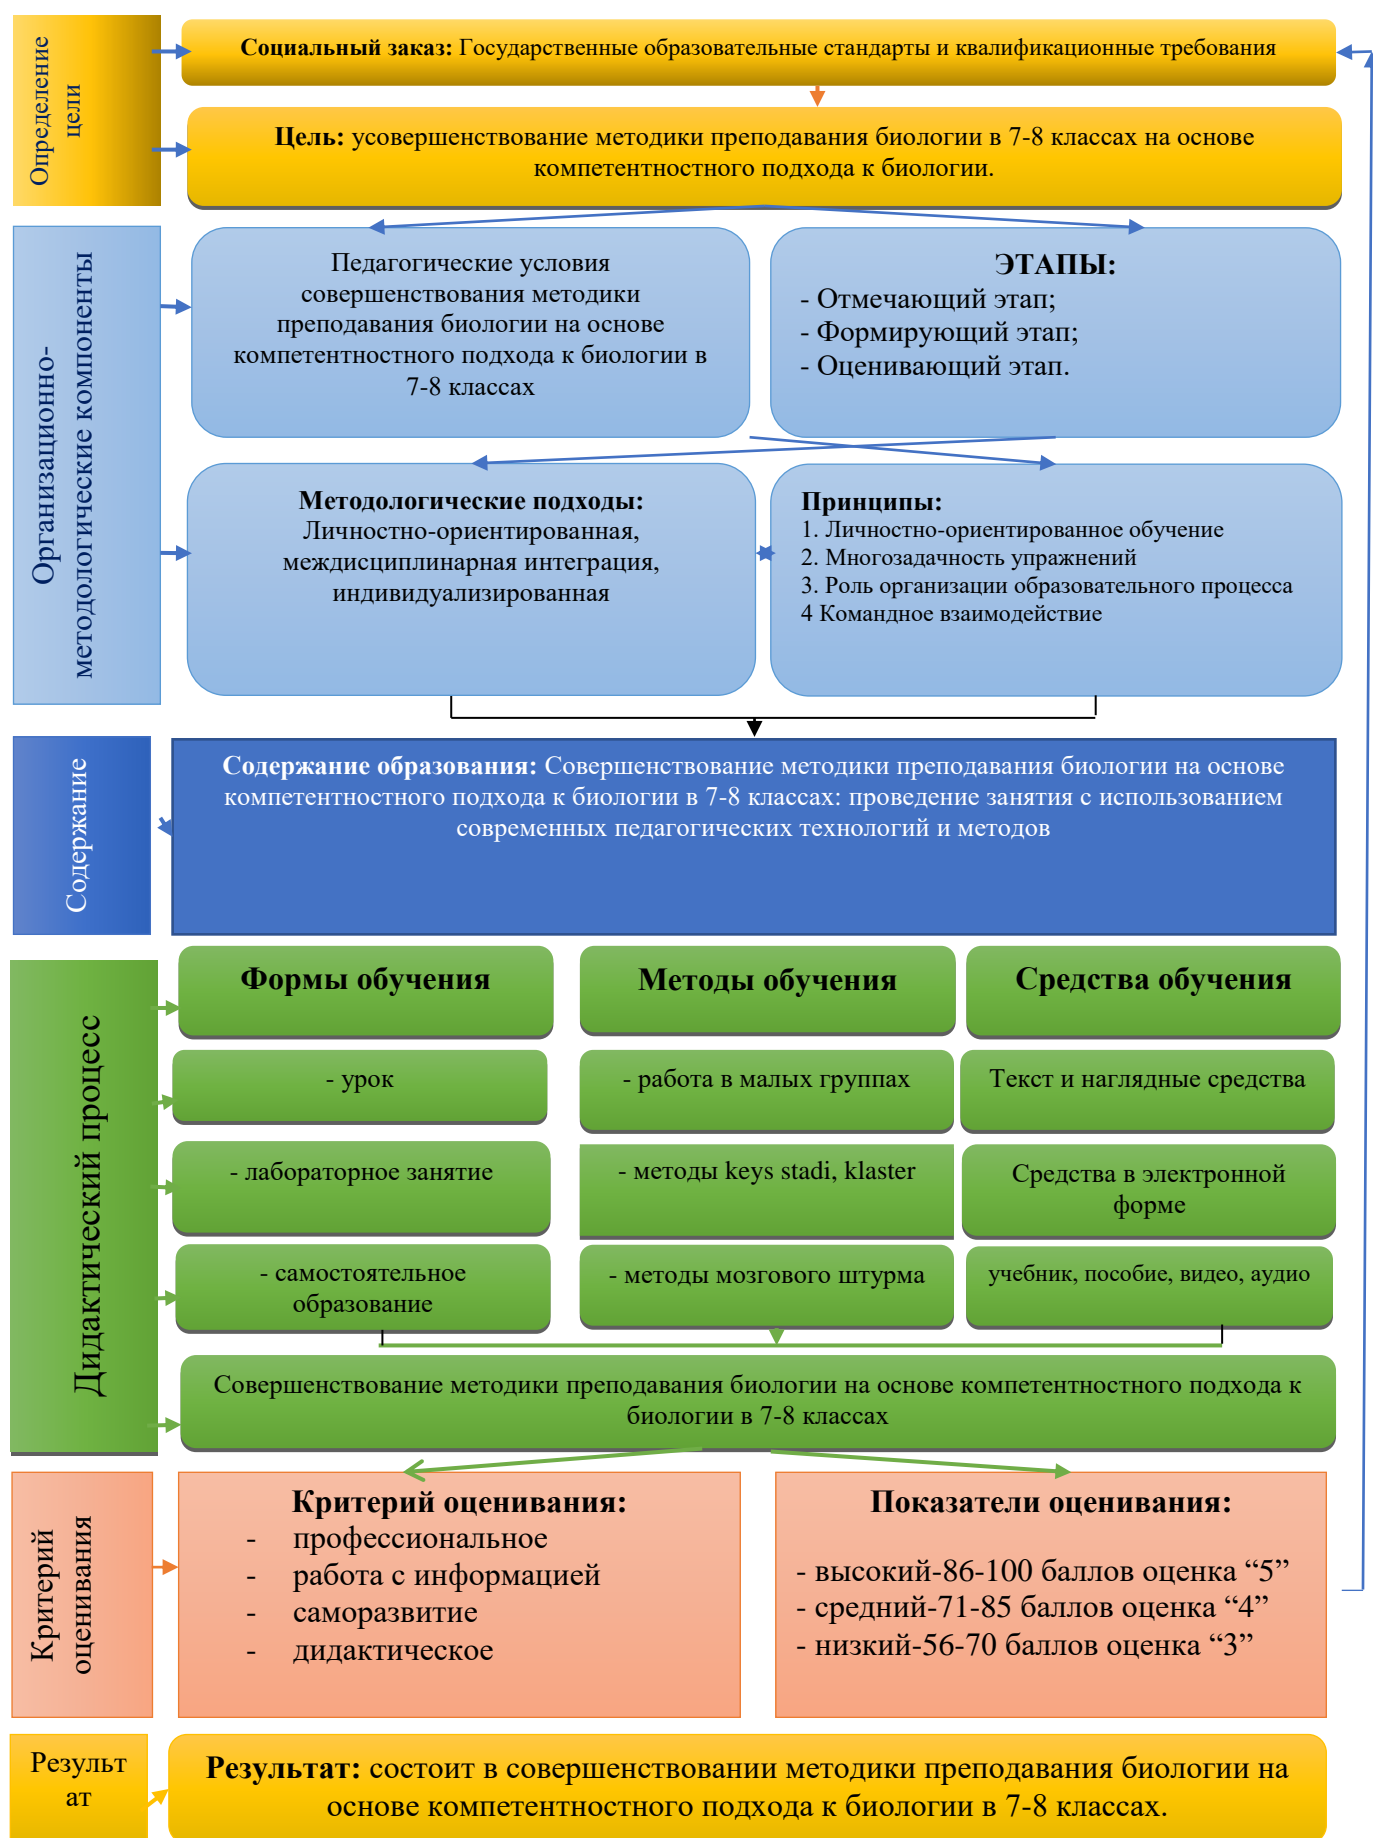 Определение
цели
Социальный заказ: Государственные образовательные стандарты и квалификационные требования
Цель: усовершенствование методики преподавания биологии в 7-8 классах на основе
компетентностного подхода к биологии.
Организационно-
методологические компоненты
Педагогические условия
совершенствования методики
преподавания биологии на основе
компетентностного подхода к биологии в
7-8 классах
ЭТАПЫ:
- Отмечающий этап;
- Формирующий этап;
- Оценивающий этап.
Методологические подходы:
Личностно-ориентированная,
междисциплинарная интеграция,
индивидуализированная
Принципы:
1. Личностно-ориентированное обучение
2. Многозадачность упражнений
3. Роль организации образовательного процесса
4 Командное взаимодействие
Содержание
Содержание образования: Совершенствование методики преподавания биологии на основе
компетентностного подхода к биологии в 7-8 классах: проведение занятия с использованием
современных педагогических технологий и методов
Дидактический процесс
Формы обучения
Методы обучения
Средства обучения
- урок
- работа в малых группах
Текст и наглядные средства
- лабораторное занятие
- методы keys stadi, klaster
Средства в электронной
форме
- самостоятельное
образование
- методы мозгового штурма
учебник, пособие, видео, аудио
Совершенствование методики преподавания биологии на основе компетентностного подхода к
биологии в 7-8 классах
Критерий
оценивания
Критерий оценивания:
- профессиональное
- работа с информацией
- саморазвитие
- дидактическое
Показатели оценивания:
- высокий-86-100 баллов оценка “5”
- средний-71-85 баллов оценка “4”
- низкий-56-70 баллов оценка “3”
Результ
ат
Результат: состоит в совершенствовании методики преподавания биологии на
основе компетентностного подхода к биологии в 7-8 классах.